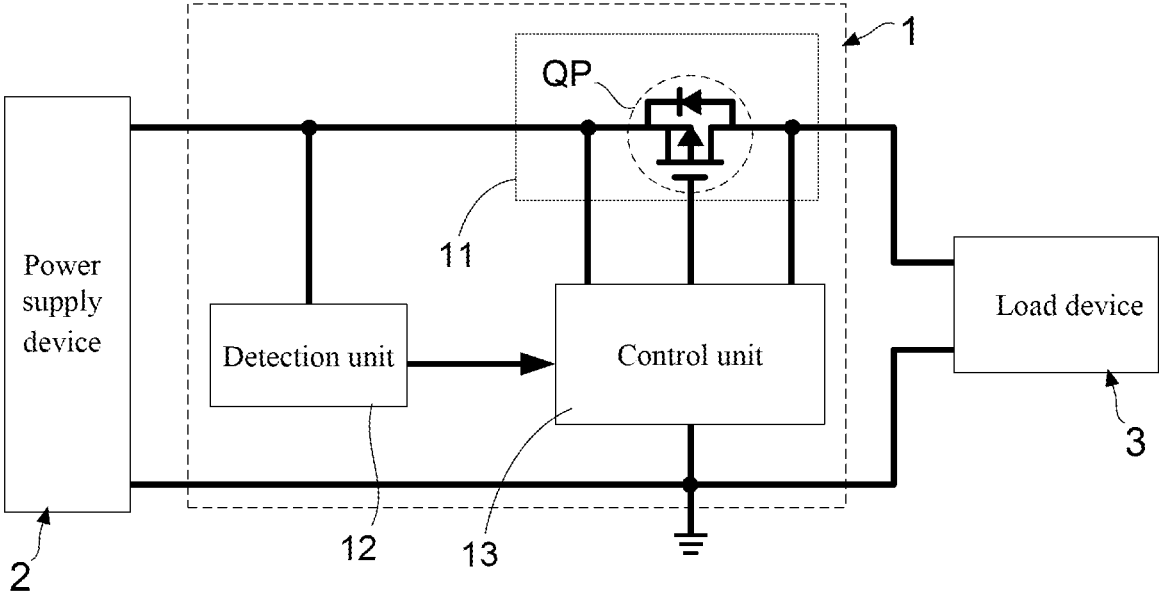 1
QP
11
Power
supply
device
Load device
Detection unit
Control unit
3
12
13
2